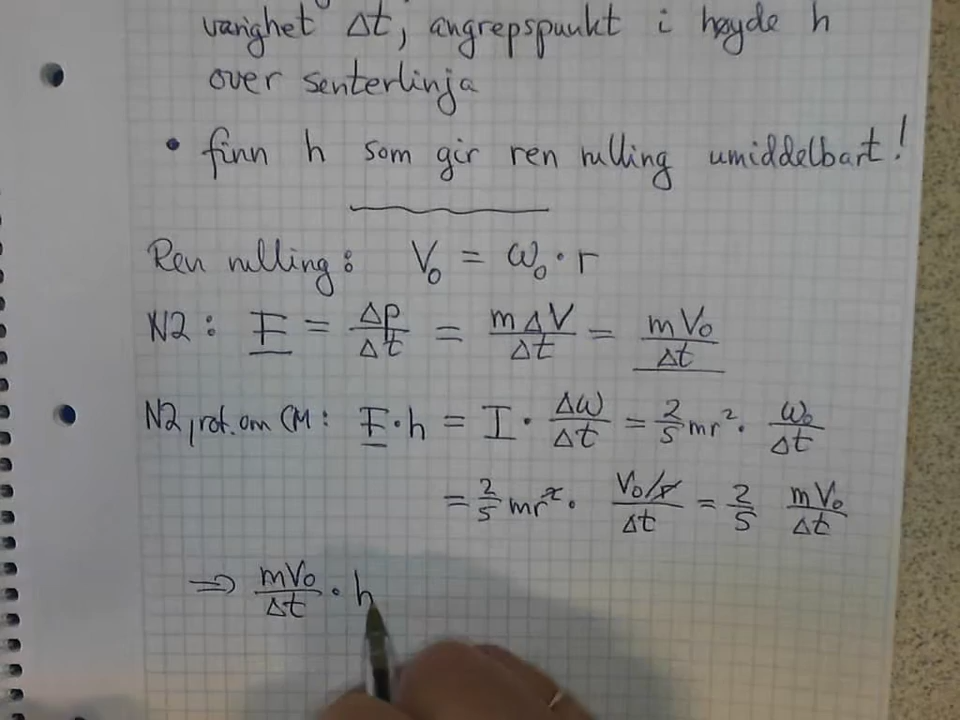 varighet Δt, angrepspunkt i høyde h
over senterlinja
• finn h som gir ren rulling umiddelbart!
Ren rulling: V₀ = ω₀ · r
N2: F = Δp/Δt = mΔV/Δt = mV₀/Δt
N2, rot. om CM: F · h = I · Δω/Δt = 2/5 mr² · ω₀/Δt
= 2/5 mr² · V₀/r/Δt = 2/5 mV₀/Δt
⇒ mV₀/Δt · h